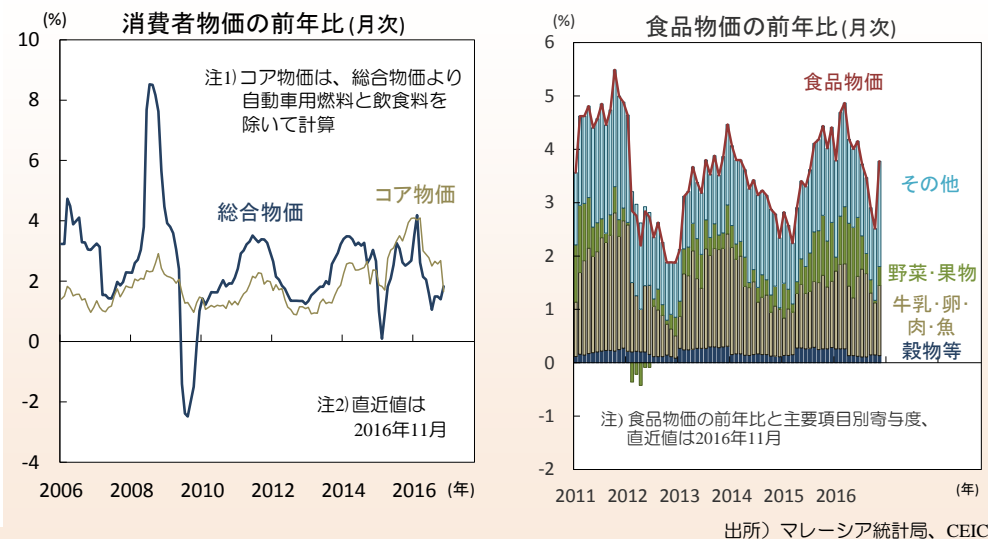 消費者物価の前年比(月次)
(%)
10
8
6
4
2
0
-2
-4
注1)コア物価は、総合物価より
自動車用燃料と飲食料を
除いて計算
総合物価
コア物価
注2)直近値は
2016年11月
2006 2008 2010 2012 2014 2016 (年)
食品物価の前年比(月次)
(%)
6
5
4
3
2
1
0
-1
-2
食品物価
その他
野菜・果物
牛乳・卵・
肉・魚
穀物等
注)食品物価の前年比と主要項目別寄与度、
直近値は2016年11月
2011 2012 2013 2014 2015 2016 (年)
出所)マレーシア統計局、CEIC